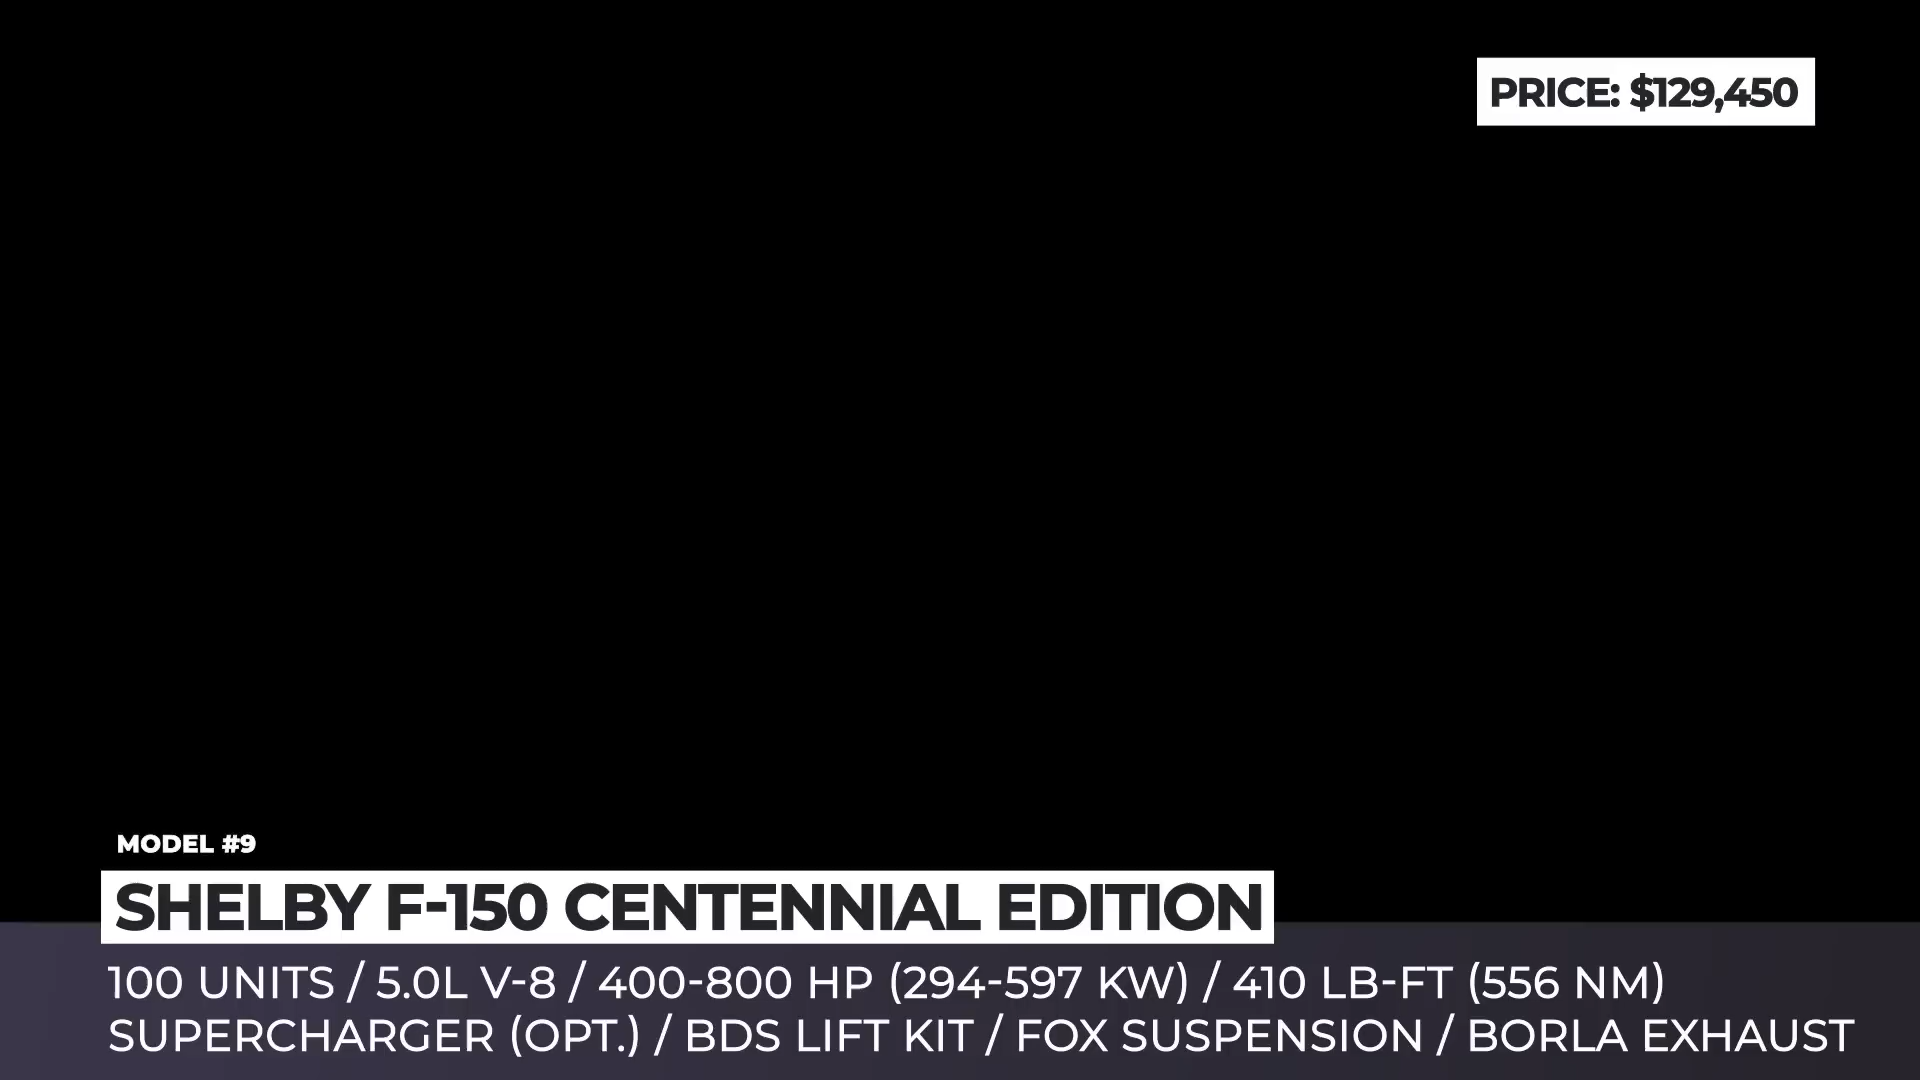 PRICE: $129,450
MODEL #9
SHELBY F-150 CENTENNIAL EDITION
100 UNITS / 5.0L V-8 / 400-800 HP (294-597 KW) / 410 LB-FT (556 NM)
SUPERCHARGER (OPT.) / BDS LIFT KIT / FOX SUSPENSION / BORLA EXHAUST